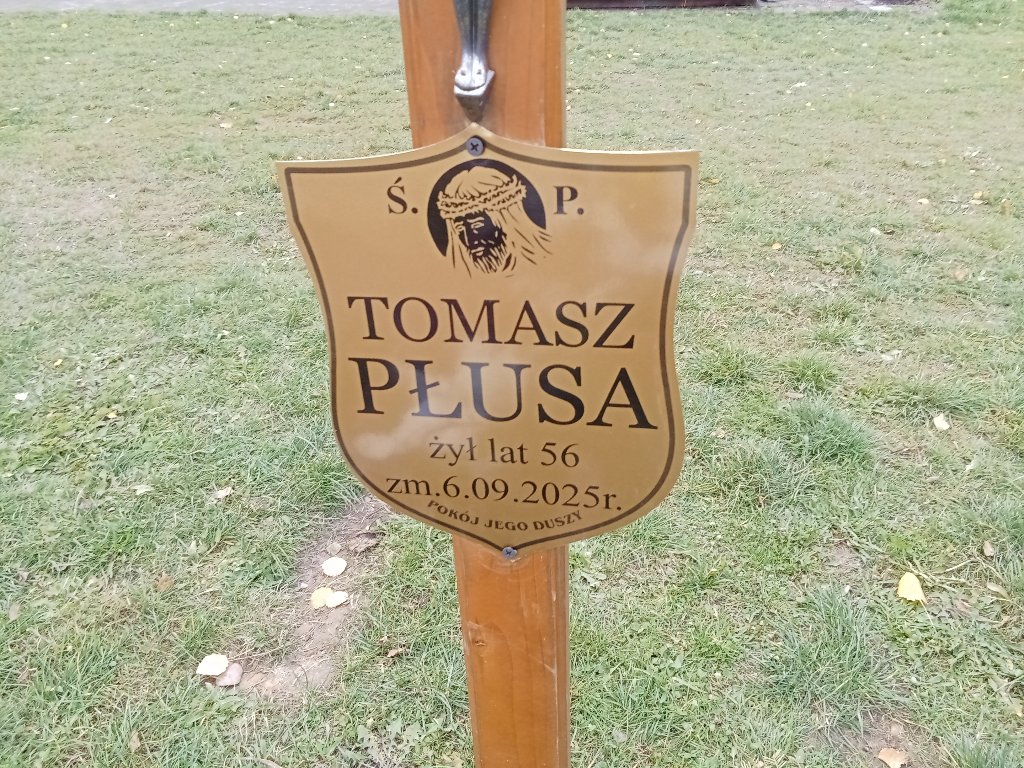 Ś. P.
TOMASZ
PŁUSA
żył lat 56
zm.6.09.2025r.
POKÓJ JEGO DUSZY